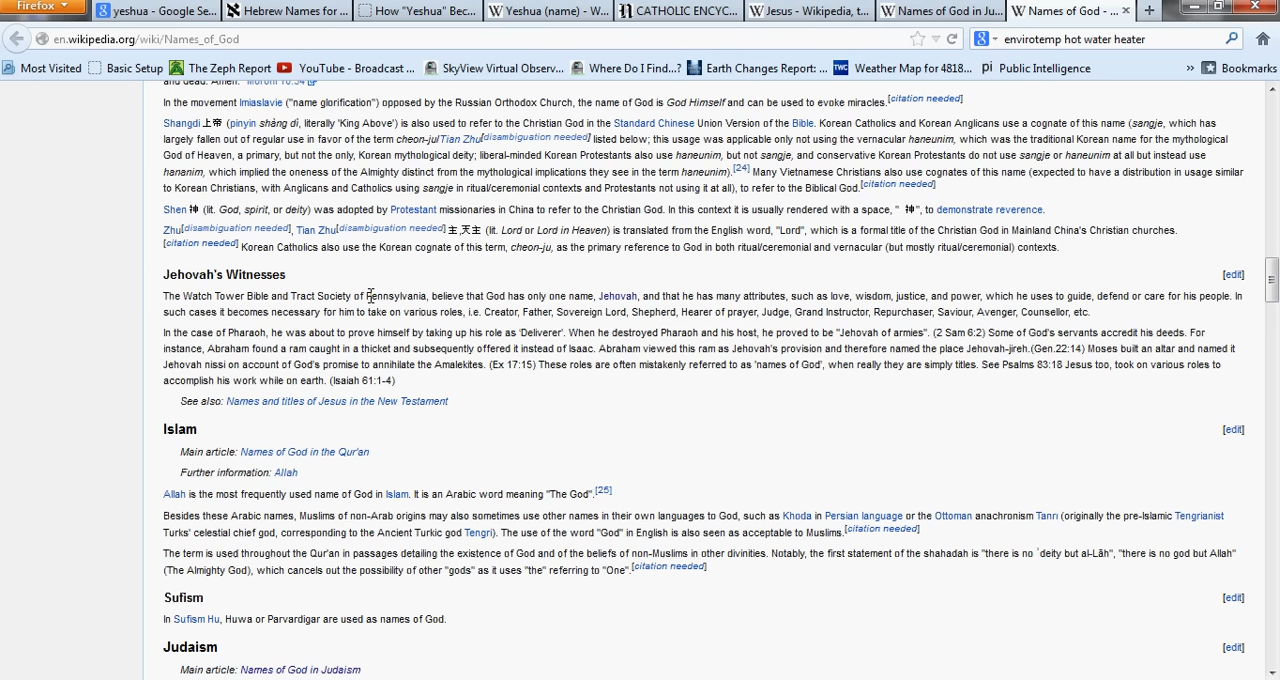 Firefox
yeshua - Google Se...
Hebrew Names for ...
How "Yeshua" Bec...
Yeshua (name) - W...
CATHOLIC ENCYC...
Jesus - Wikipedia, t...
Names of God in Ju...
Names of God - ...
en.wikipedia.org/wiki/Names_of_God
envirotemp hot water heater
Most Visited
Basic Setup
The Zeph Report
YouTube - Broadcast ...
SkyView Virtual Observ...
Where Do I Find...?
Earth Changes Report: ...
Weather Map for 4818...
Public Intelligence
Bookmarks
In the movement Imiaslavie ("name glorification") opposed by the Russian Orthodox Church, the name of God is God Himself and can be used to evoke miracles.[citation needed]
Shangdi 上帝 (pinyin shàng dì, literally 'King Above') is also used to refer to the Christian God in the Standard Chinese Union Version of the Bible. Korean Catholics and Korean Anglicans use a cognate of this name (sangje, which has
largely fallen out of regular use in favor of the term cheon-ju/Tian Zhu[disambiguation needed] listed below; this usage was applicable only not using the vernacular haneunim, which was the traditional Korean name for the mythological
God of Heaven, a primary, but not the only, Korean mythological deity; liberal-minded Korean Protestants also use haneunim, but not sangje, and conservative Korean Protestants do not use sangje or haneunim at all but instead use
hananim, which implied the oneness of the Almighty distinct from the mythological implications they see in the term haneunim).[24] Many Vietnamese Christians also use cognates of this name (expected to have a distribution in usage similar
to Korean Christians, with Anglicans and Catholics using sangje in ritual/ceremonial contexts and Protestants not using it at all), to refer to the Biblical God.[citation needed]
Shen 神 (lit. God, spirit, or deity) was adopted by Protestant missionaries in China to refer to the Christian God. In this context it is usually rendered with a space, " 神", to demonstrate reverence.
Zhu[disambiguation needed], Tian Zhu[disambiguation needed] 主,天主 (lit. Lord or Lord in Heaven) is translated from the English word, "Lord", which is a formal title of the Christian God in Mainland China's Christian churches.
[citation needed] Korean Catholics also use the Korean cognate of this term, cheon-ju, as the primary reference to God in both ritual/ceremonial and vernacular (but mostly ritual/ceremonial) contexts.
Jehovah's Witnesses
[edit]
The Watch Tower Bible and Tract Society of Pennsylvania, believe that God has only one name, Jehovah, and that he has many attributes, such as love, wisdom, justice, and power, which he uses to guide, defend or care for his people. In
such cases it becomes necessary for him to take on various roles, i.e. Creator, Father, Sovereign Lord, Shepherd, Hearer of prayer, Judge, Grand Instructor, Repurchaser, Saviour, Avenger, Counsellor, etc.
In the case of Pharaoh, he was about to prove himself by taking up his role as 'Deliverer'. When he destroyed Pharaoh and his host, he proved to be "Jehovah of armies". (2 Sam 6:2) Some of God's servants accredit his deeds. For
instance, Abraham found a ram caught in a thicket and subsequently offered it instead of Isaac. Abraham viewed this ram as Jehovah's provision and therefore named the place Jehovah-jireh.(Gen.22:14) Moses built an altar and named it
Jehovah nissi on account of God's promise to annihilate the Amalekites. (Ex 17:15) These roles are often mistakenly referred to as 'names of God', when really they are simply titles. See Psalms 83:18 Jesus too, took on various roles to
accomplish his work while on earth. (Isaiah 61:1-4)
See also: Names and titles of Jesus in the New Testament
Islam
[edit]
Main article: Names of God in the Qur'an
Further information: Allah
Allah is the most frequently used name of God in Islam. It is an Arabic word meaning "The God".[25]
Besides these Arabic names, Muslims of non-Arab origins may also sometimes use other names in their own languages to God, such as Khoda in Persian language or the Ottoman anachronism Tanrı (originally the pre-Islamic Tengrianist
Turks' celestial chief god, corresponding to the Ancient Turkic god Tengri). The use of the word "God" in English is also seen as acceptable to Muslims.[citation needed]
The term is used throughout the Qur'an in passages detailing the existence of God and of the beliefs of non-Muslims in other divinities. Notably, the first statement of the shahadah is "there is no ʾdeity but al-Lāh", "there is no god but Allah"
(The Almighty God), which cancels out the possibility of other "gods" as it uses "the" referring to "One".[citation needed]
Sufism
[edit]
In Sufism Hu, Huwa or Parvardigar are used as names of God.
Judaism
[edit]
Main article: Names of God in Judaism